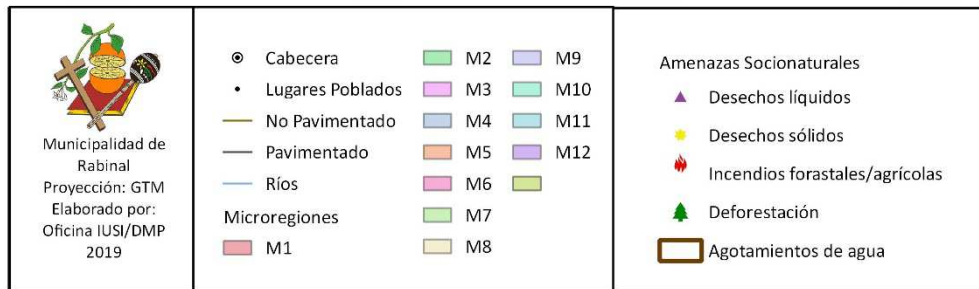 Municipalidad de
Rabinal
Proyección: GTM
Elaborado por:
Oficina IUSI/DMP
2019
Cabecera
Lugares Poblados
No Pavimentado
Pavimentado
Ríos
Microregiones
M1
M2
M3
M4
M5
M6
M7
M8
M9
M10
M11
M12
Amenazas Socionaturales
Desechos líquidos
Desechos sólidos
Incendios forastales/agrícolas
Deforestación
Agotamientos de agua